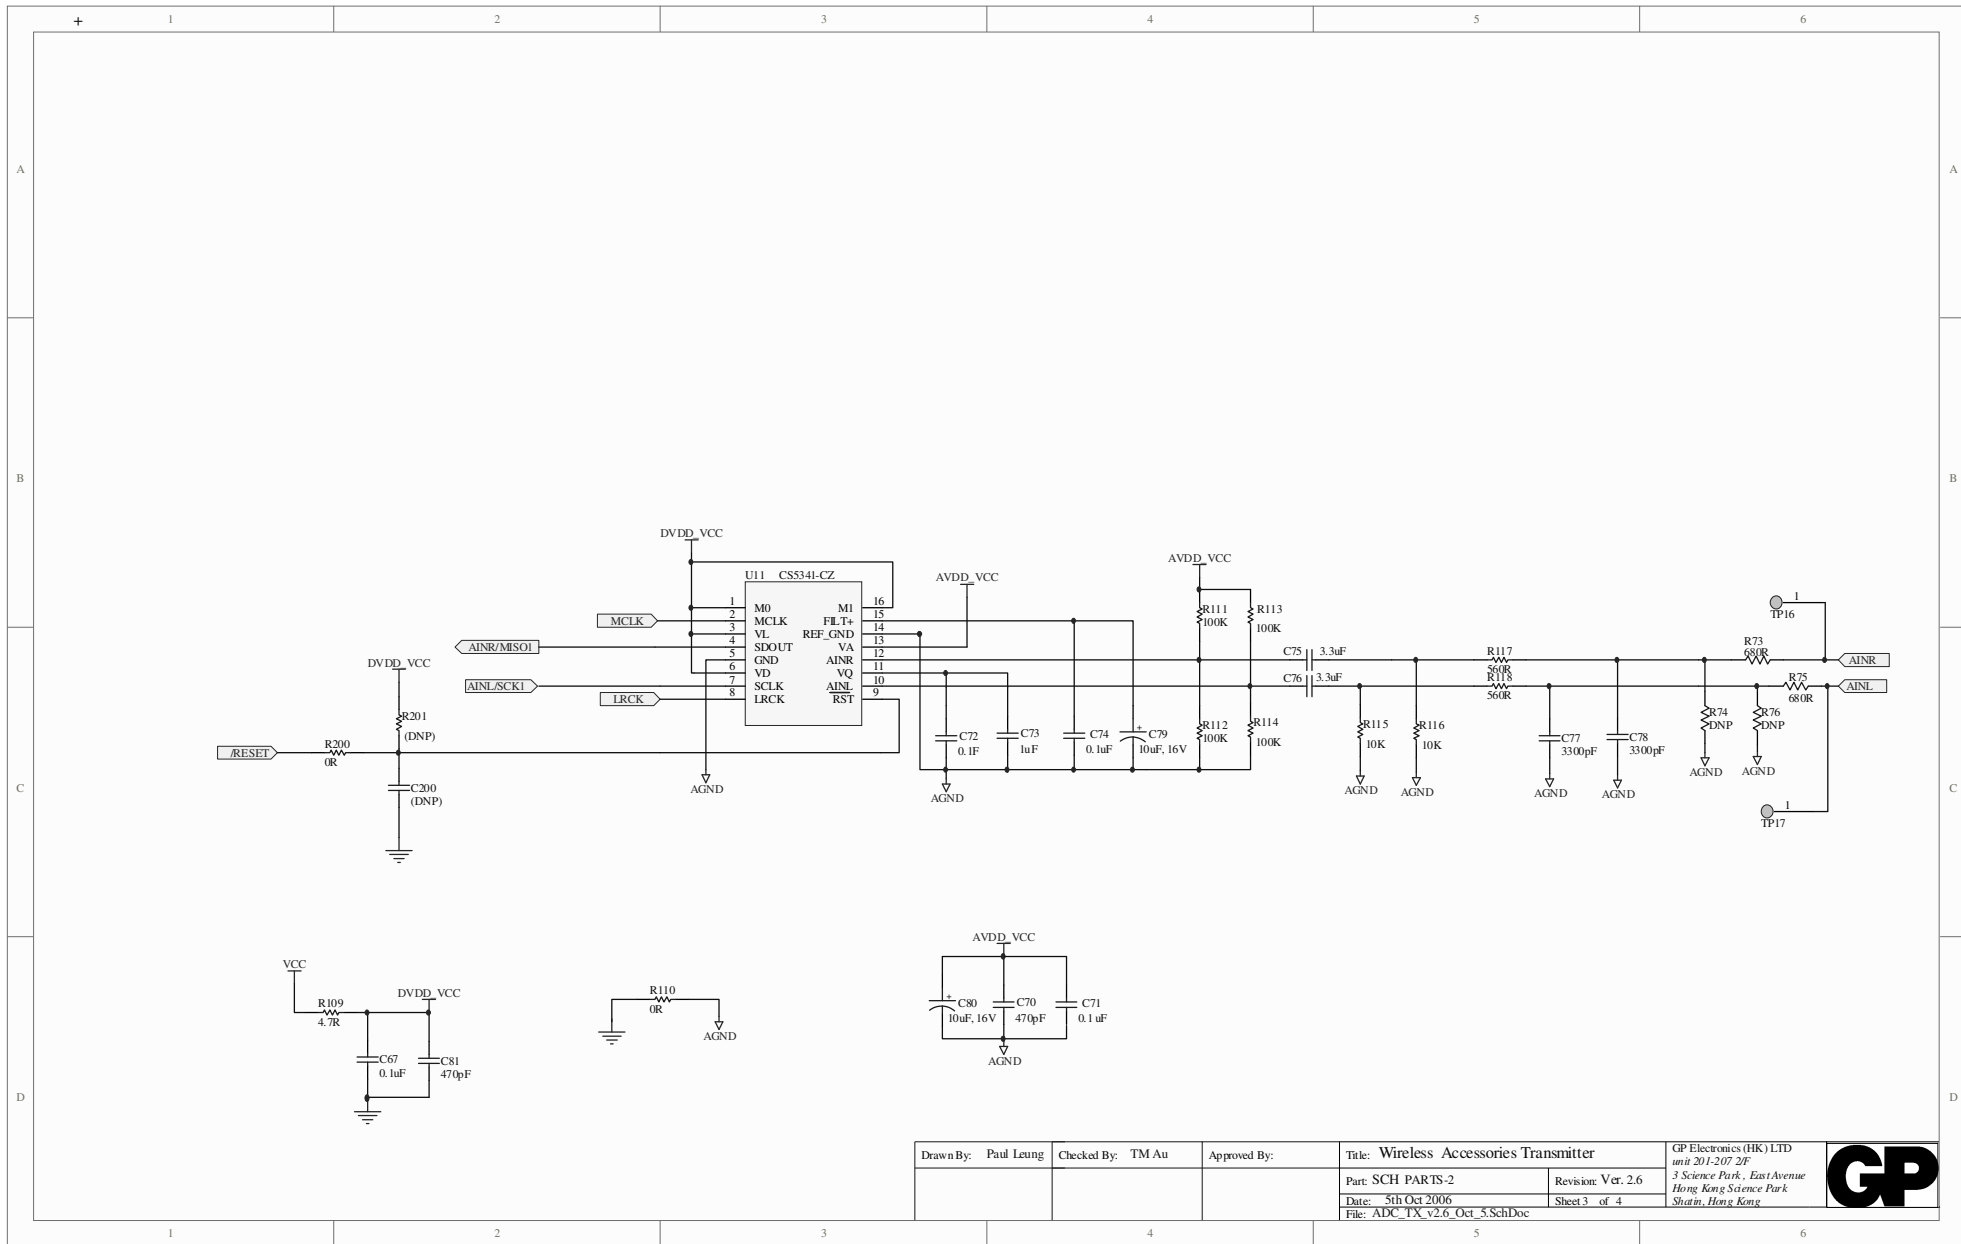 1 2 3 4 5 6
A A
B B
C C
D D
1 2 3 4 5 6
DVDD_VCC
U11 CS5341-CZ
AVDD_VCC
AVDD_VCC
1 M0 M1 16
MCLK 2 MCLK FILT+ 15
3 VL REF_GND 14
AINR/MISO1 4 SDOUT VA 13
5 GND AINR 12
6 VD VQ 11
AINL/SCK1 7 SCLK AINL 10
LRCK 8 LRCK RST 9
R111
100K
R113
100K
TP16 1
C75 3.3uF
R117
560R
R73
680R
AINR
C76 3.3uF
R118
560R
R75
680R
AINL
DVDD_VCC
R201
(DNP)
/RESET
R200
0R
C200
(DNP)
AGND
C72
0.1F
C73
1uF
C74
0.1uF
C79
10uF, 16V
+
R112
100K
R114
100K
AGND
R115
10K
AGND
R116
10K
AGND
C77
3300pF
AGND
C78
3300pF
AGND
R74
DNP
AGND
R76
DNP
AGND
TP17 1
VCC
R109
4.7R
DVDD_VCC
C67
0.1uF
C81
470pF
R110
0R
AGND
AVDD_VCC
+
C80
10uF, 16V
C70
470pF
C71
0.1uF
AGND
Drawn By: Paul Leung
Checked By: TM Au
Approved By:
Title: Wireless Accessories Transmitter
Part: SCH PARTS-2
Revision: Ver. 2.6
Date: 5th Oct 2006
Sheet 3 of 4
File: ADC_TX_v2.6_Oct_5.SchDoc
GP Electronics (HK) LTD
unit 201-207 2/F
3 Science Park , East Avenue
Hong Kong Science Park
Shatin, Hong Kong
GP